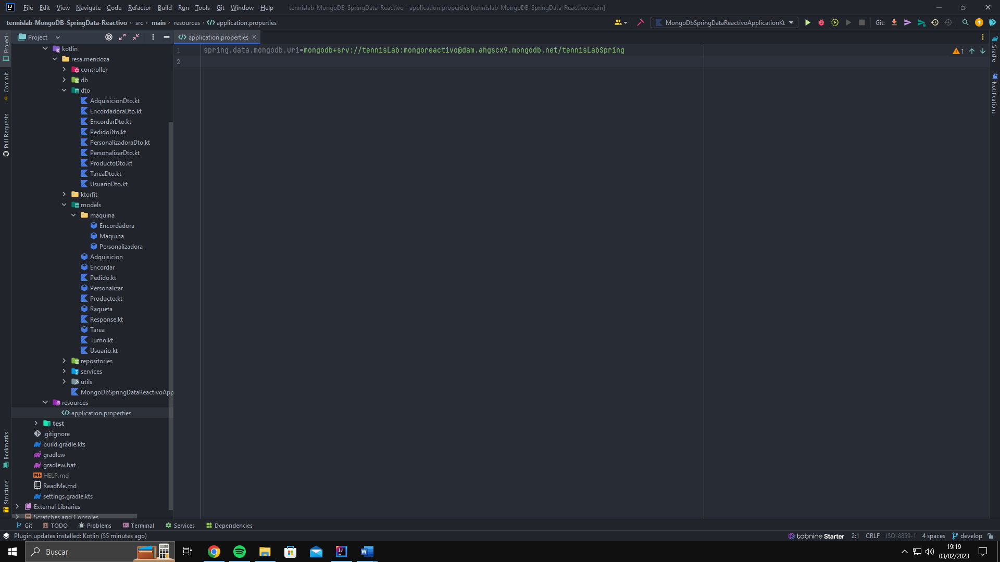 File Edit View Navigate Code Refactor Build Run Tools Git Window Help tennislab-MongoDB-SpringData-Reactivo - application.properties [tennislab-MongoDB-SpringData-Reactivo.main]
tennislab-MongoDB-SpringData-Reactivo src main resources application.properties MongoDbSpringDataReactivoApplicationKt Git:
Project application.properties
1 spring.data.mongodb.uri=mongodb+srv://tennisLab:mongoreactivo@dam.ahgscx9.mongodb.net/tennisLabSpring 1
2
kotlin
resa.mendoza
controller
db
dto
AdquisicionDto.kt
EncordadoraDto.kt
EncordarDto.kt
PedidoDto.kt
PersonalizadoraDto.kt
PersonalizarDto.kt
ProductoDto.kt
TareaDto.kt
UsuarioDto.kt
ktorfit
models
maquina
Encordadora
Maquina
Personalizadora
Adquisicion
Encordar
Pedido.kt
Personalizar
Producto.kt
Raqueta
Response.kt
Tarea
Turno.kt
Usuario.kt
repositories
services
utils
MongoDbSpringDataReactivoApp
resources
application.properties
test
.gitignore
build.gradle.kts
gradlew
gradlew.bat
HELP.md
ReadMe.md
settings.gradle.kts
External Libraries
Scratches and Consoles
Project
Commit
Pull Requests
Bookmarks
Structure
Gradle
Notifications
Git TODO Problems Terminal Services Dependencies
Plugin updates installed: Kotlin (55 minutes ago) tabnine Starter 2:1 CRLF ISO-8859-1 4 spaces develop
Buscar
19:19
03/02/2023